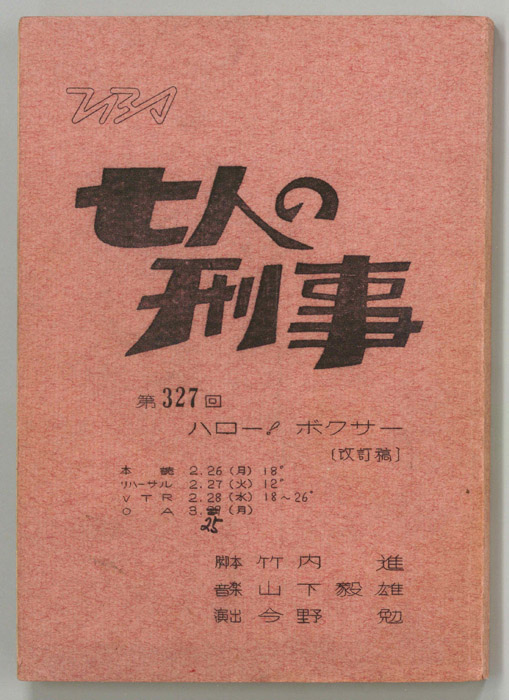 七人の
刑事
第327回
ハロー! ボクサー
〔改訂稿〕
本読 2.26(月) 18°
リハーサル 2.27(火) 12°
VTR 2.28(水) 18~26°
OA 3. (月)
25
脚本 竹内 進
音楽 山下毅雄
演出 今野 勉